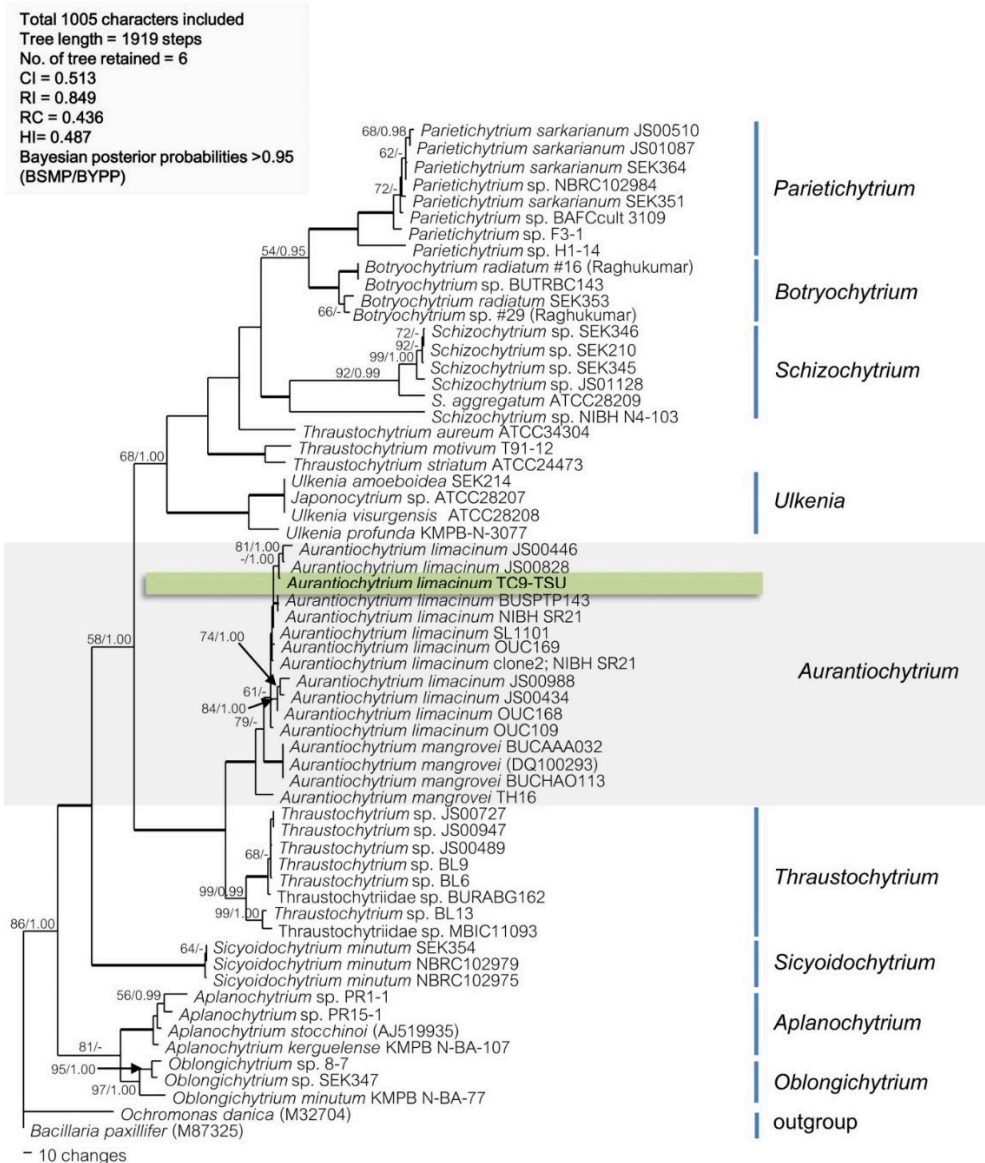 Total 1005 characters included
Tree length = 1919 steps
No. of tree retained = 6
CI = 0.513
RI = 0.849
RC = 0.436
HI= 0.487
Bayesian posterior probabilities >0.95
(BSMP/BYPP)
68/0.98
Parietichytrium sarkarianum JS00510
Parietichytrium sarkarianum JS01087
62/-
Parietichytrium sarkarianum SEK364
Parietichytrium sp. NBRC102984
72/-
Parietichytrium sarkarianum SEK351
Parietichytrium sp. BAFCcult 3109
Parietichytrium sp. F3-1
Parietichytrium sp. H1-14
Parietichytrium
54/0.95
Botryochytrium radiatum #16 (Raghukumar)
Botryochytrium sp. BUTRBC143
Botryochytrium radiatum SEK353
66/-
Botryochytrium sp. #29 (Raghukumar)
Botryochytrium
72/-
Schizochytrium sp. SEK346
92/-
Schizochytrium sp. SEK210
99/1.00
Schizochytrium sp. SEK345
92/0.99
Schizochytrium sp. JS01128
S. aggregatum ATCC28209
Schizochytrium sp. NIBH N4-103
Schizochytrium
Thraustochytrium aureum ATCC34304
Thraustochytrium motivum T91-12
Thraustochytrium striatum ATCC24473
68/1.00
Ulkenia amoeboidea SEK214
Japonocytrium sp. ATCC28207
Ulkenia visurgensis ATCC28208
Ulkenia profunda KMPB-N-3077
Ulkenia
81/1.00
Aurantiochytrium limacinum JS00446
-/1.00
Aurantiochytrium limacinum JS00828
Aurantiochytrium limacinum TC9-TSU
Aurantiochytrium limacinum BUSPTP143
Aurantiochytrium limacinum NIBH SR21
Aurantiochytrium limacinum SL1101
74/1.00
58/1.00
Aurantiochytrium limacinum OUC169
Aurantiochytrium limacinum clone2; NIBH SR21
Aurantiochytrium limacinum JS00988
61/-
Aurantiochytrium limacinum JS00434
84/1.00
Aurantiochytrium limacinum OUC168
79/-
Aurantiochytrium limacinum OUC109
Aurantiochytrium mangrovei BUCAAA032
Aurantiochytrium mangrovei (DQ100293)
Aurantiochytrium mangrovei BUCHAO113
Aurantiochytrium mangrovei TH16
Aurantiochytrium
Thraustochytrium sp. JS00727
Thraustochytrium sp. JS00947
Thraustochytrium sp. JS00489
68/-
Thraustochytrium sp. BL9
Thraustochytrium sp. BL6
99/0.99
Thraustochytriidae sp. BURABG162
99/1.00
Thraustochytrium sp. BL13
Thraustochytriidae sp. MBIC11093
Thraustochytrium
86/1.00
64/-
Sicyoidochytrium minutum SEK354
Sicyoidochytrium minutum NBRC102979
Sicyoidochytrium minutum NBRC102975
Sicyoidochytrium
56/0.99
Aplanochytrium sp. PR1-1
Aplanochytrium sp. PR15-1
Aplanochytrium stocchinoi (AJ519935)
81/-
Aplanochytrium kerguelense KMPB N-BA-107
Aplanochytrium
95/1.00
Oblongichytrium sp. 8-7
Oblongichytrium sp. SEK347
97/1.00
Oblongichytrium minutum KMPB N-BA-77
Oblongichytrium
Ochromonas danica (M32704)
Bacillaria paxillifer (M87325)
outgroup
10 changes